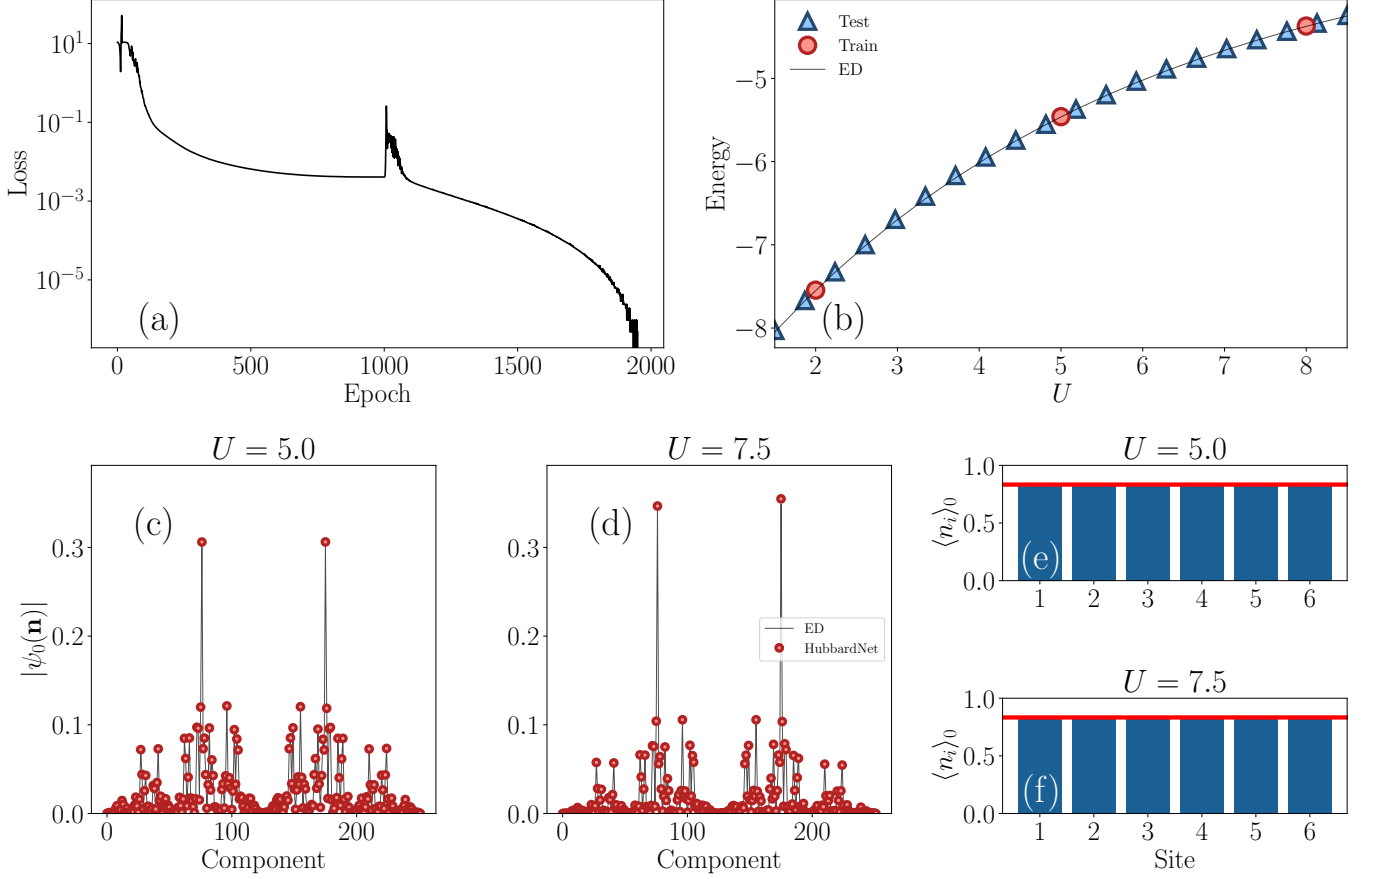 10^1
10^{-1}
10^{-3}
10^{-5}
Loss
(a)
0
500
1000
1500
2000
Epoch
Test
Train
ED
−5
−6
−7
−8
Energy
(b)
2
3
4
5
6
7
8
U
U = 5.0
(c)
0.3
0.2
0.1
0.0
|ψ_0(n)|
0
100
200
Component
U = 7.5
(d)
0.3
0.2
0.1
0.0
ED
HubbardNet
0
100
200
Component
U = 5.0
1.0
0.5
0.0
⟨n_i⟩_0
(e)
1
2
3
4
5
6
U = 7.5
1.0
0.5
0.0
⟨n_i⟩_0
(f)
1
2
3
4
5
6
Site